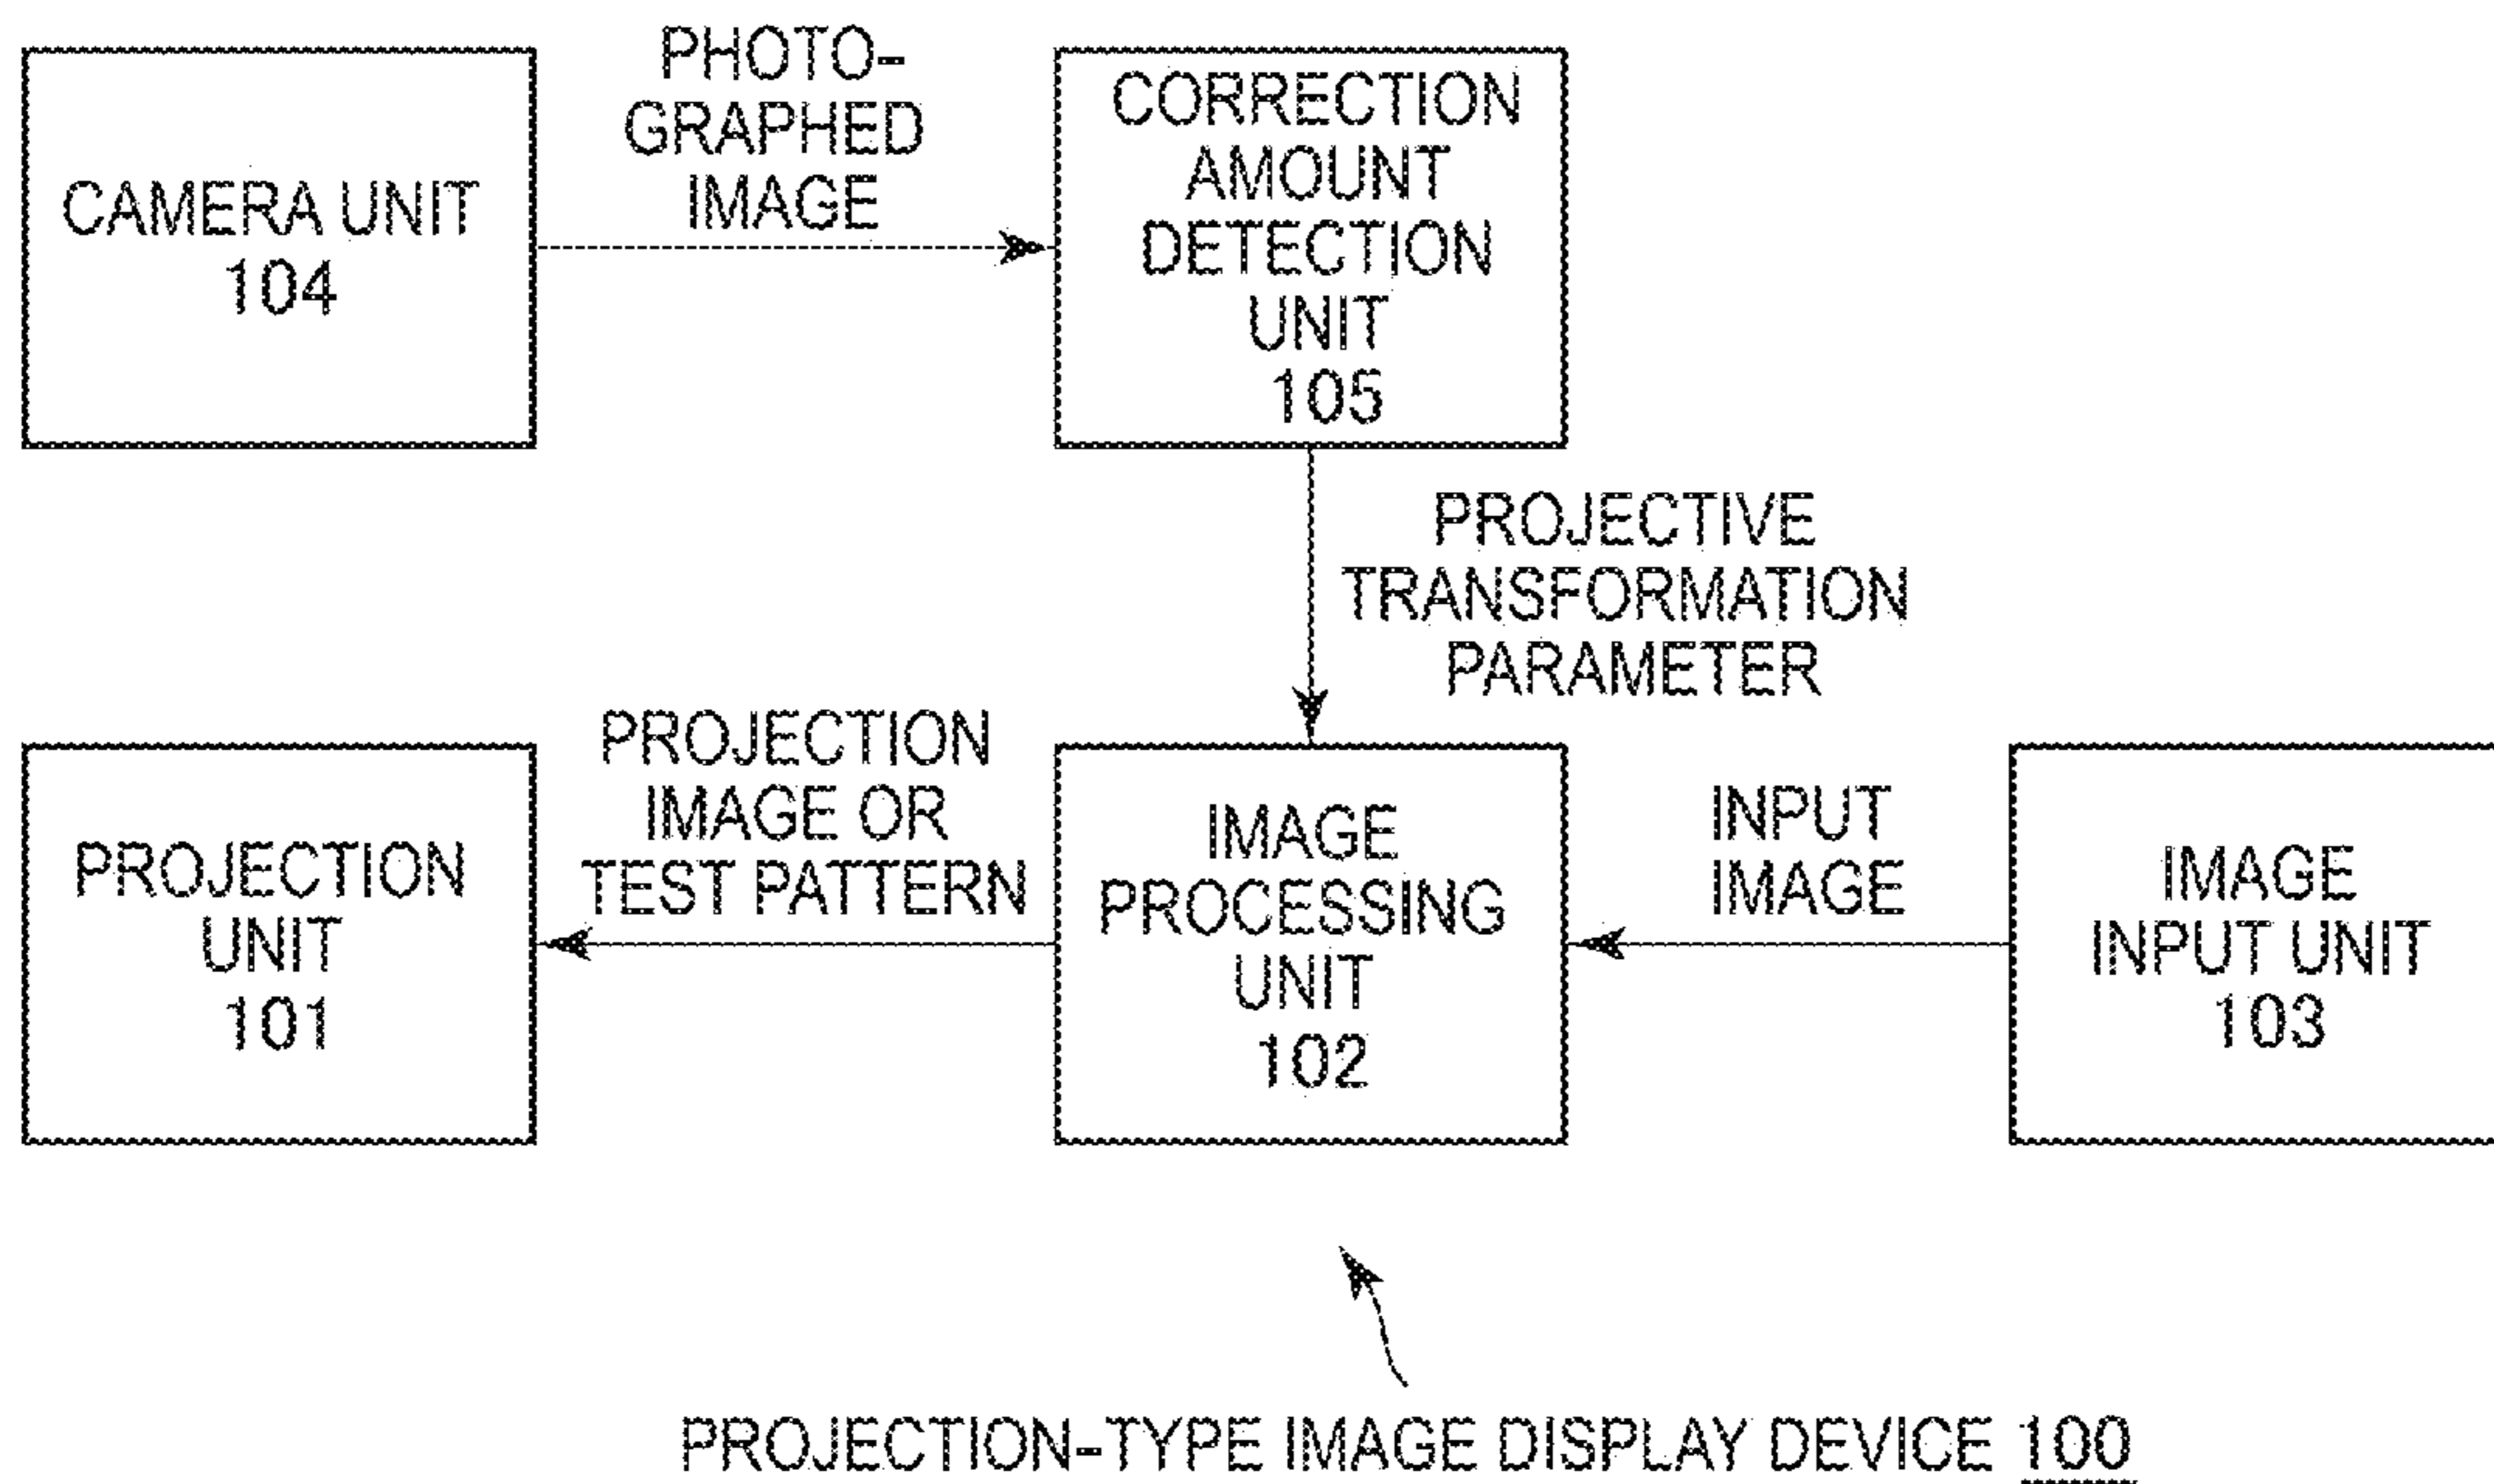 CAMERA UNIT
104
PHOTO-
GRAPHED
IMAGE
CORRECTION
AMOUNT
DETECTION
UNIT
105
PROJECTIVE
TRANSFORMATION
PARAMETER
PROJECTION
UNIT
101
PROJECTION
IMAGE OR
TEST PATTERN
IMAGE
PROCESSING
UNIT
102
INPUT
IMAGE
IMAGE
INPUT UNIT
103
PROJECTION-TYPE IMAGE DISPLAY DEVICE 100